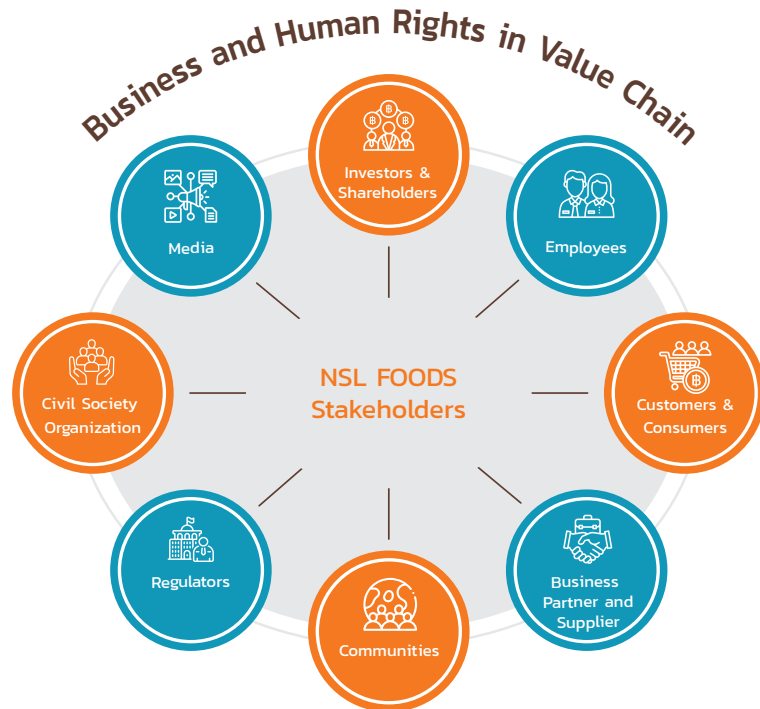 Business and Human Rights in Value Chain
Investors &
Shareholders
Media
Employees
NSL FOODS
Stakeholders
Civil Society
Organization
Customers &
Consumers
Regulators
Business
Partner and
Supplier
Communities